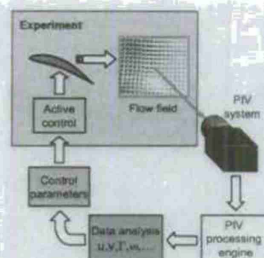 Experiment
Active
control
Flow field
PIV
system
Control
parameters
Data analysis
u,v,Γ,ω,...
PIV
processing
engine